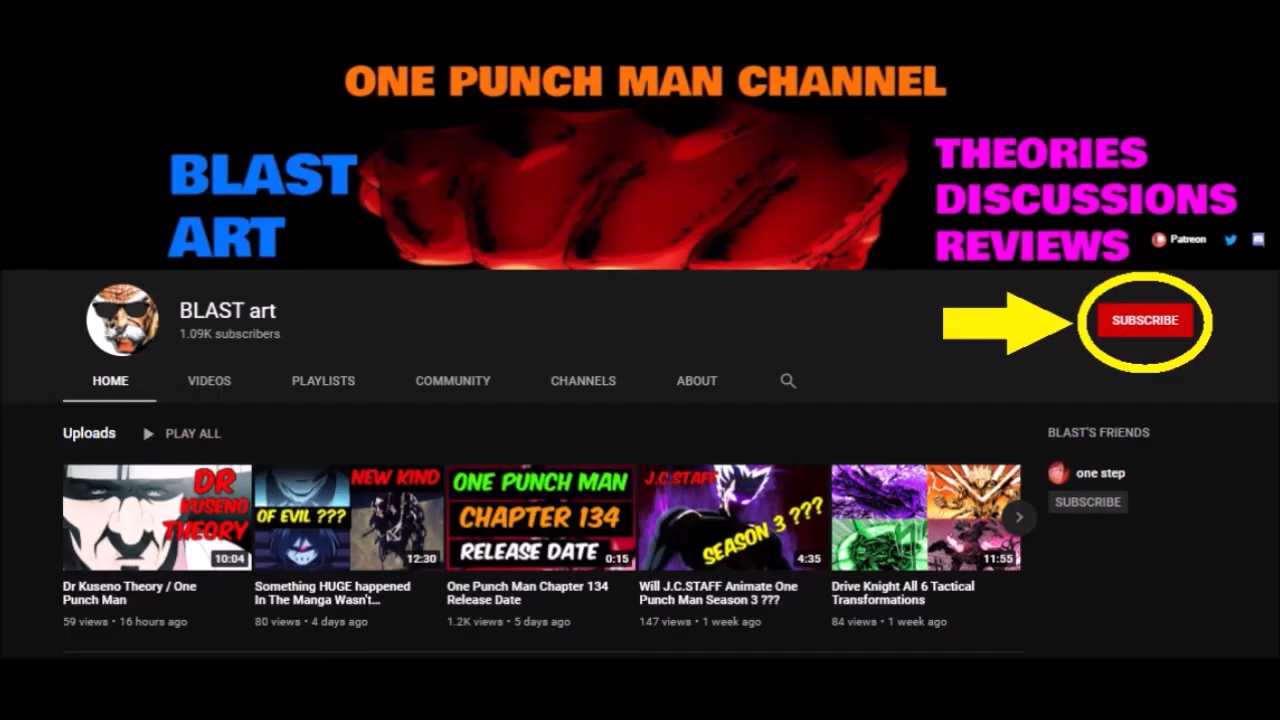 ONE PUNCH MAN CHANNEL
BLAST
ART
THEORIES
DISCUSSIONS
REVIEWS
Patreon
BLAST art
1.09K subscribers
SUBSCRIBE
HOME VIDEOS PLAYLISTS COMMUNITY CHANNELS ABOUT
Uploads PLAY ALL
BLAST'S FRIENDS
one step
SUBSCRIBE
DR
KUSENO
THEORY
10:04
Dr Kuseno Theory / One
Punch Man
59 views • 16 hours ago
NEW KIND
OF EVIL ???
12:30
Something HUGE happened
In The Manga Wasn't...
80 views • 4 days ago
ONE PUNCH MAN
CHAPTER 134
RELEASE DATE
0:15
One Punch Man Chapter 134
Release Date
1.2K views • 5 days ago
J.C.STAFF
SEASON 3 ???
4:35
Will J.C.STAFF Animate One
Punch Man Season 3 ???
147 views • 1 week ago
11:55
Drive Knight All 6 Tactical
Transformations
84 views • 1 week ago